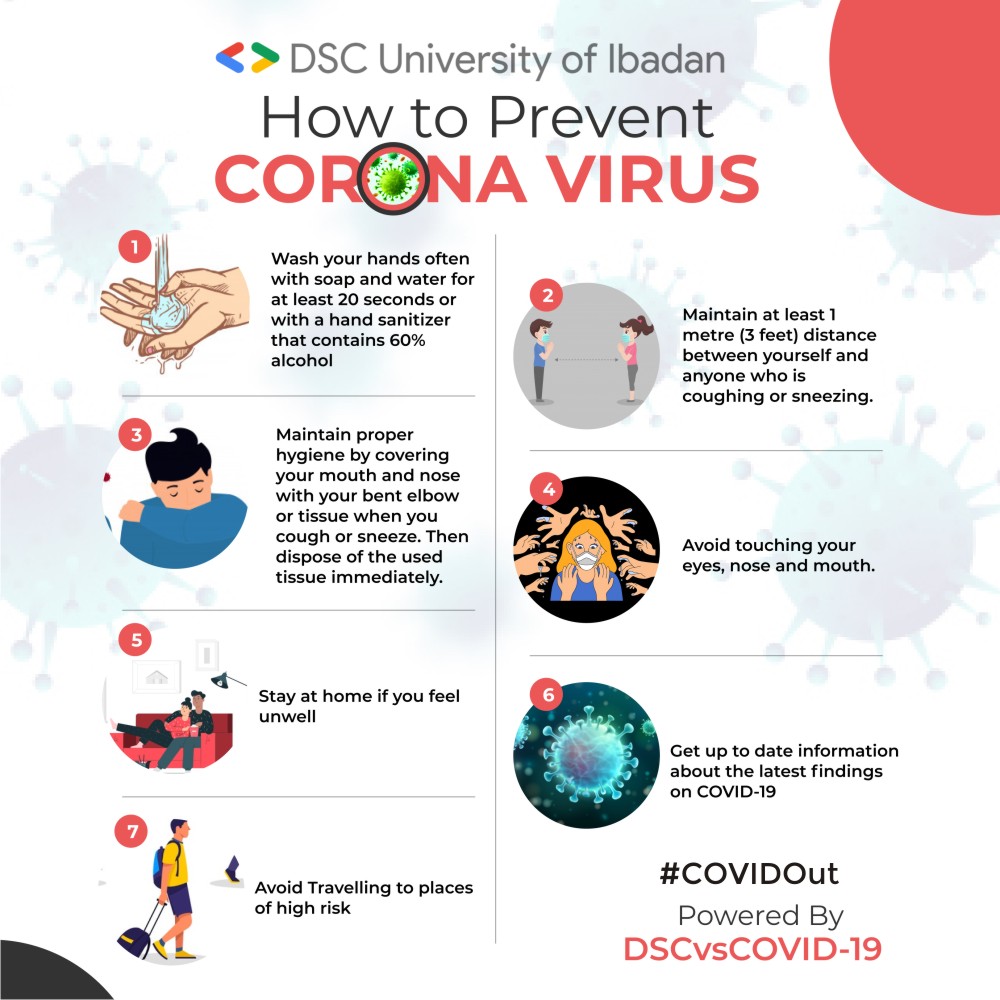 DSC University of Ibadan
How to Prevent
CORONA VIRUS
1
Wash your hands often
with soap and water for
at least 20 seconds or
with a hand sanitizer
that contains 60%
alcohol
2
Maintain at least 1
metre (3 feet) distance
between yourself and
anyone who is
coughing or sneezing.
3
Maintain proper
hygiene by covering
your mouth and nose
with your bent elbow
or tissue when you
cough or sneeze. Then
dispose of the used
tissue immediately.
4
Avoid touching your
eyes, nose and mouth.
5
Stay at home if you feel
unwell
6
Get up to date information
about the latest findings
on COVID-19
7
Avoid Travelling to places
of high risk
#COVIDOut
Powered By
DSCvsCOVID-19